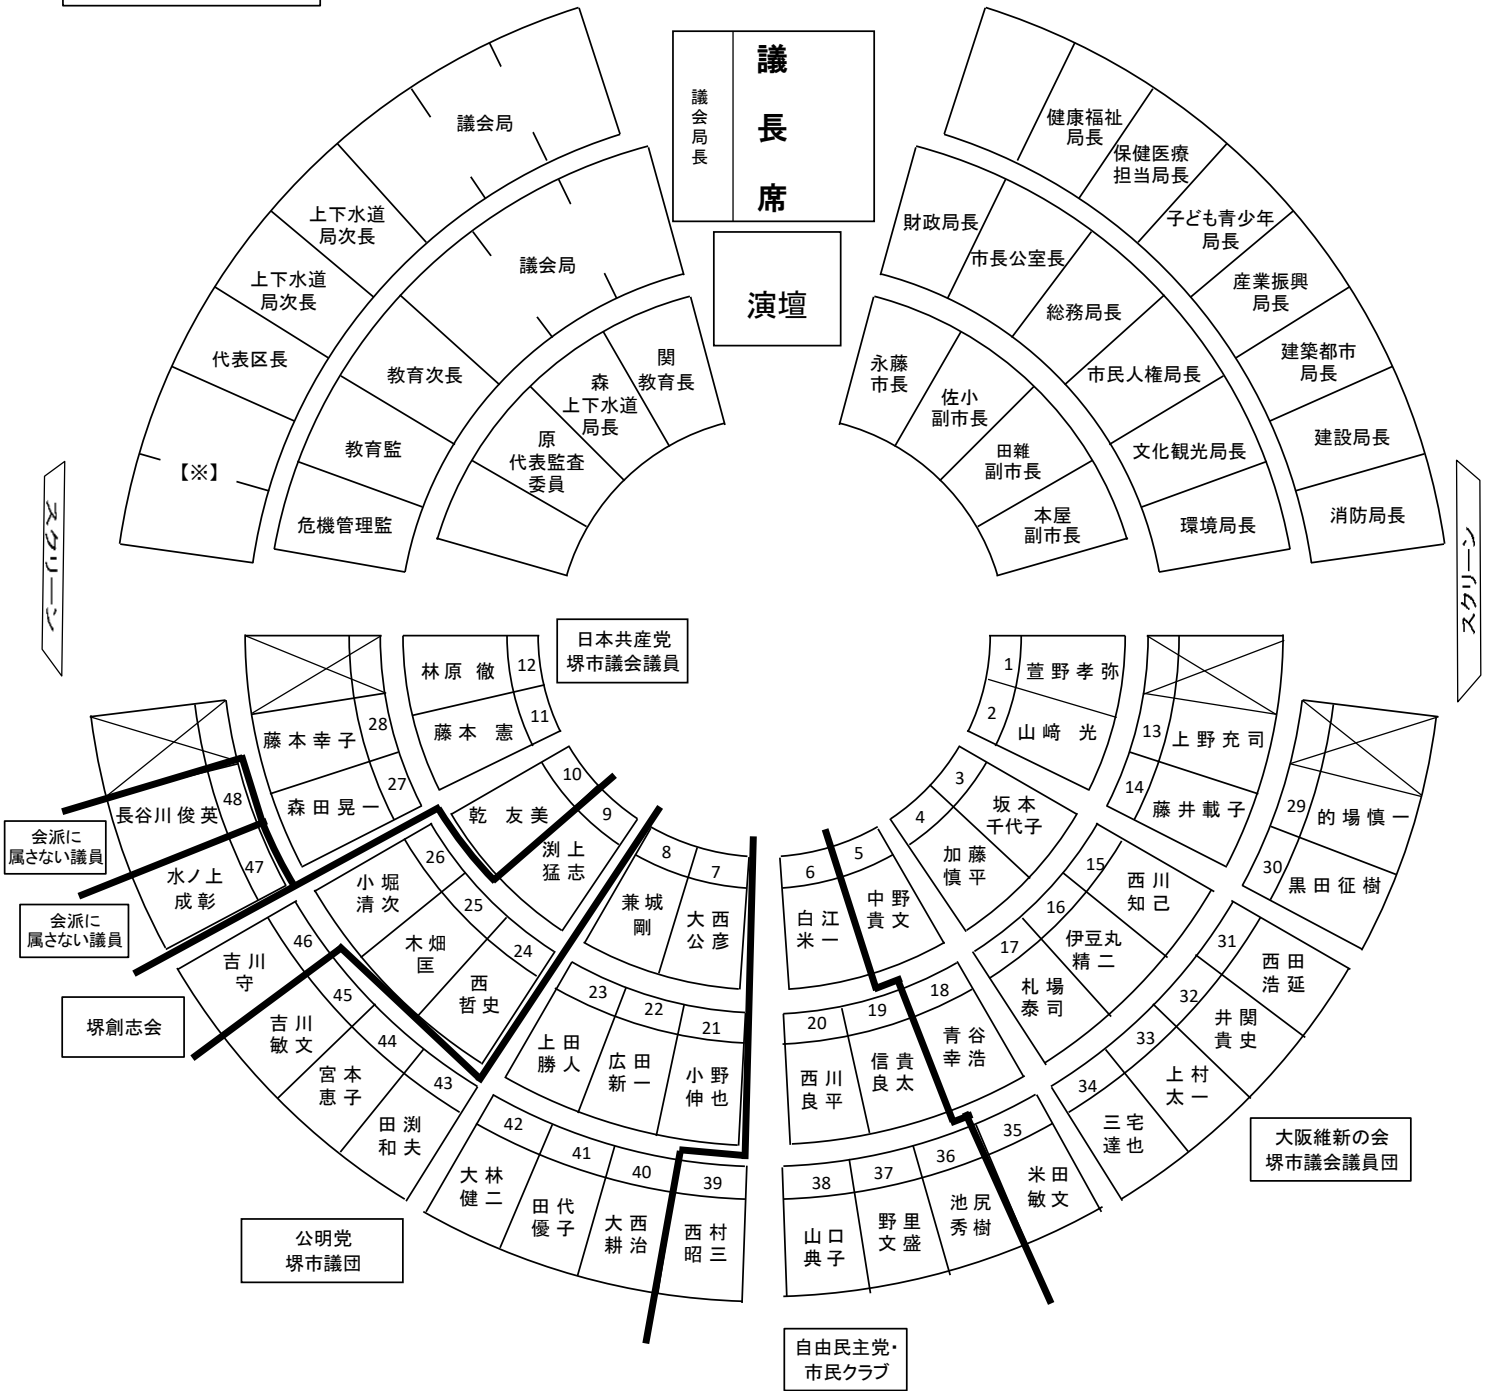 議長席
議会局長
演壇
議会局
上下水道
局次長
上下水道
局次長
代表区長
【※】
議会局
教育次長
教育監
危機管理監
関
教育長
森
上下水道
局長
原
代表監査
委員
健康福祉
局長
保健医療
担当局長
子ども青少年
局長
産業振興
局長
建築都市
局長
建設局長
消防局長
財政局長
市長公室長
総務局長
市民人権局長
文化観光局長
環境局長
永藤
市長
佐小
副市長
田雜
副市長
本屋
副市長
スクリーン
スクリーン
日本共産党
堺市議会議員
林原 徹
12
藤本 憲
11
乾 友美
10
9
渕上
猛志
8
兼城
剛
7
大西
公彦
6
白江
米一
5
中野
貴文
4
加藤
慎平
3
坂本
千代子
2
山﨑 光
1
萱野孝弥
藤本幸子
28
森田晃一
27
26
小堀
清次
25
木畑
匡
24
西
哲史
23
上田
勝人
22
広田
新一
21
小野
伸也
20
西川
良平
19
信貴
良太
18
青谷
幸浩
17
札場
泰司
16
伊豆丸
精二
15
西川
知己
14
藤井載子
13
上野充司
長谷川俊英
48
水ノ上
成彰
47
46
吉川
守
45
吉川
敏文
44
宮本
恵子
43
田渕
和夫
42
大林
健二
41
田代
優子
40
大西
耕治
39
西村
昭三
38
山口
典子
37
野里
文盛
36
池尻
秀樹
35
米田
敏文
34
三宅
達也
33
上村
太一
32
井関
貴史
31
西田
浩延
30
黒田征樹
29
的場慎一
会派に
属さない議員
会派に
属さない議員
堺創志会
公明党
堺市議団
自由民主党・
市民クラブ
大阪維新の会
堺市議会議員団